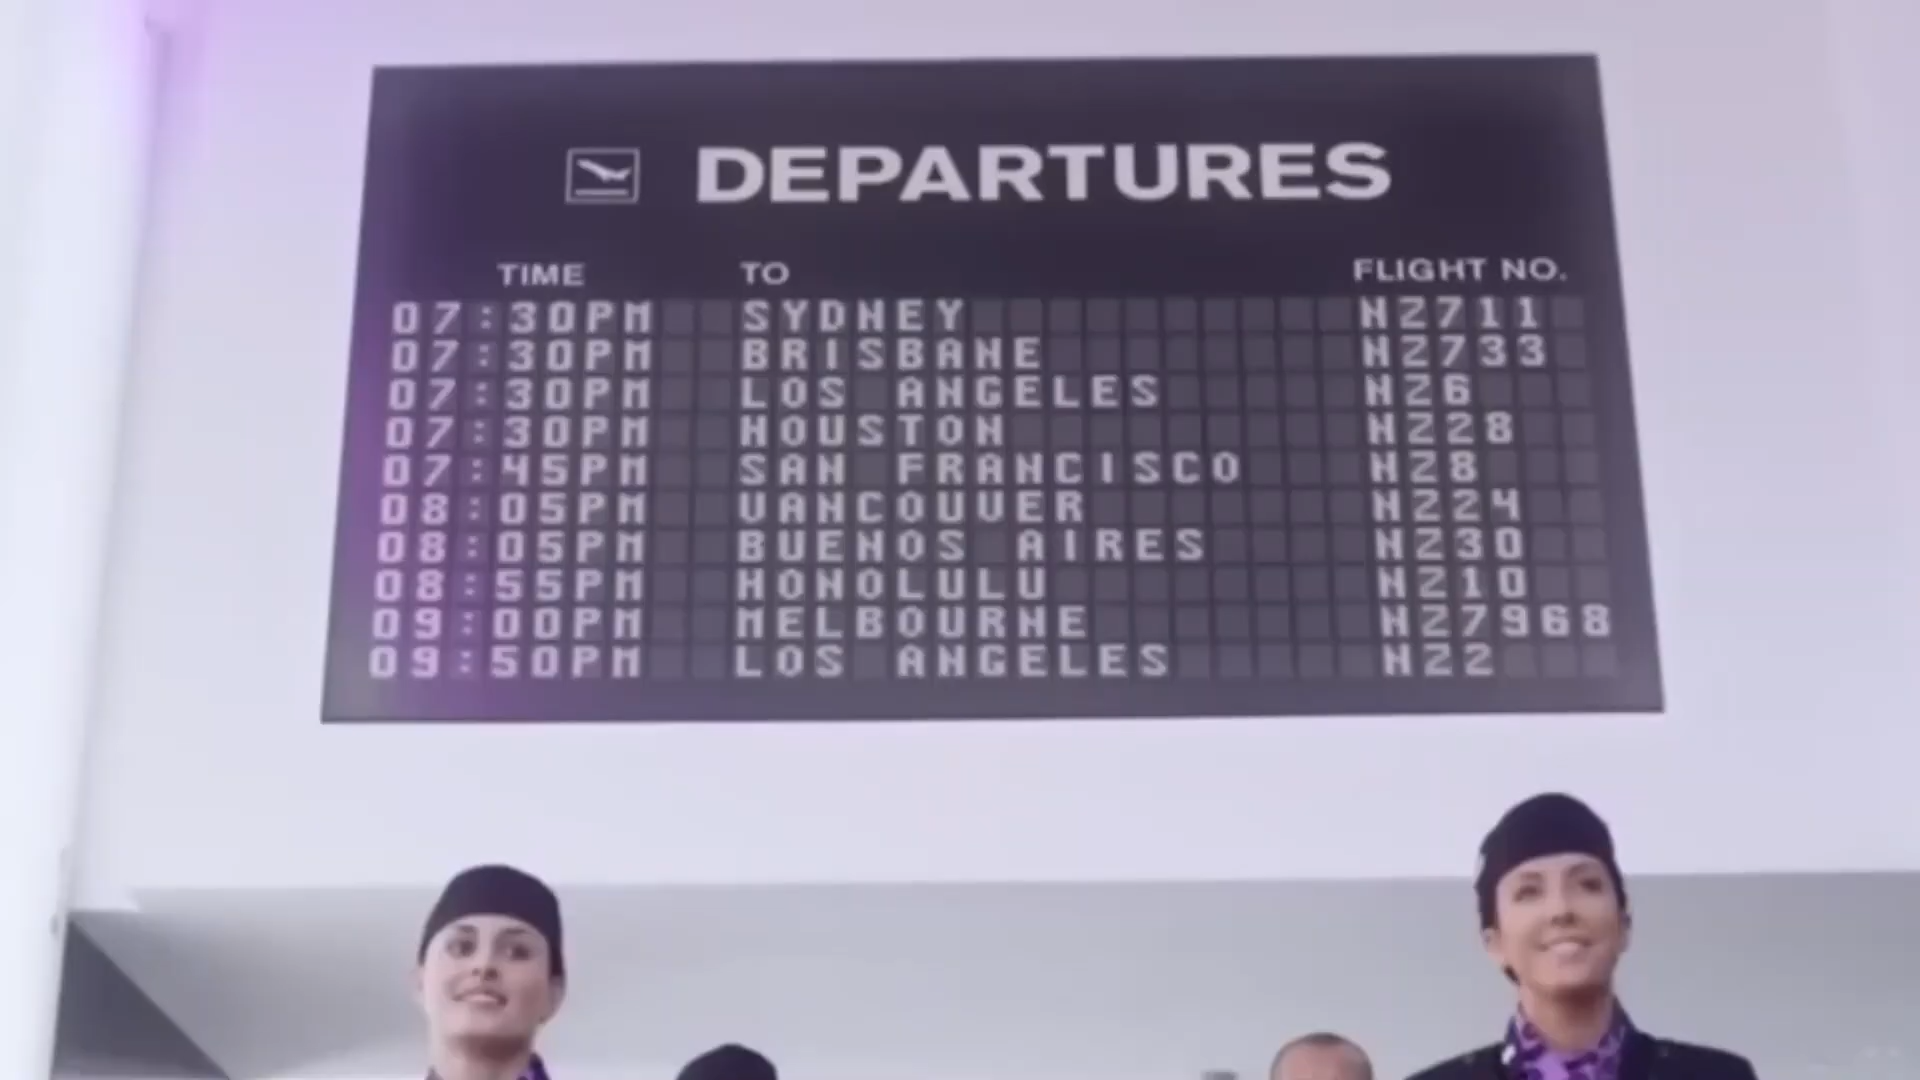 DEPARTURES
TIME TO FLIGHT NO.
07:30PM SYDNEY NZ711
07:30PM BRISBANE NZ733
07:30PM LOS ANGELES NZ6
07:30PM HOUSTON NZ28
07:45PM SAN FRANCISCO NZ8
08:05PM VANCOUVER NZ24
08:05PM BUENOS AIRES NZ30
08:55PM HONOLULU NZ10
09:00PM MELBOURNE NZ7968
09:50PM LOS ANGELES NZ2